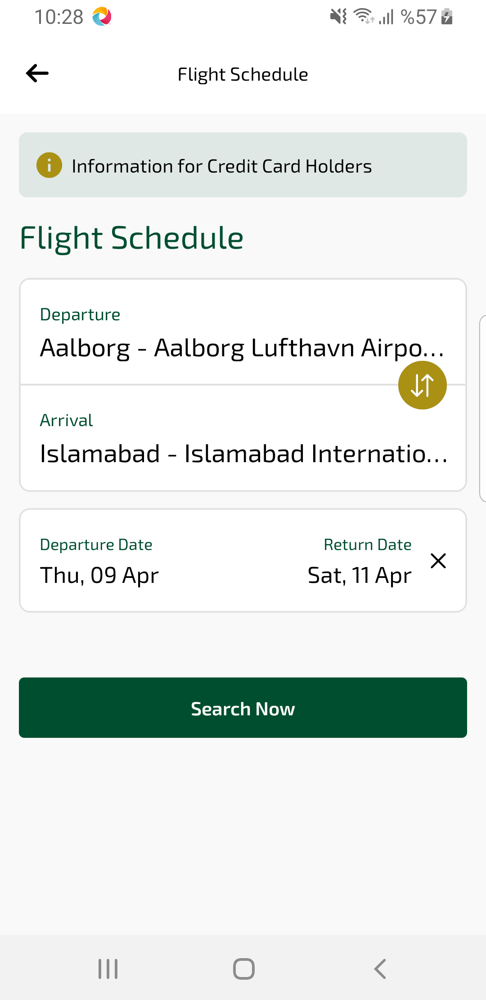 10:28
%57
Flight Schedule
i Information for Credit Card Holders
Flight Schedule
Departure
Aalborg - Aalborg Lufthavn Airpo...
Arrival
Islamabad - Islamabad Internatio...
Departure Date
Return Date
Thu, 09 Apr
Sat, 11 Apr
Search Now